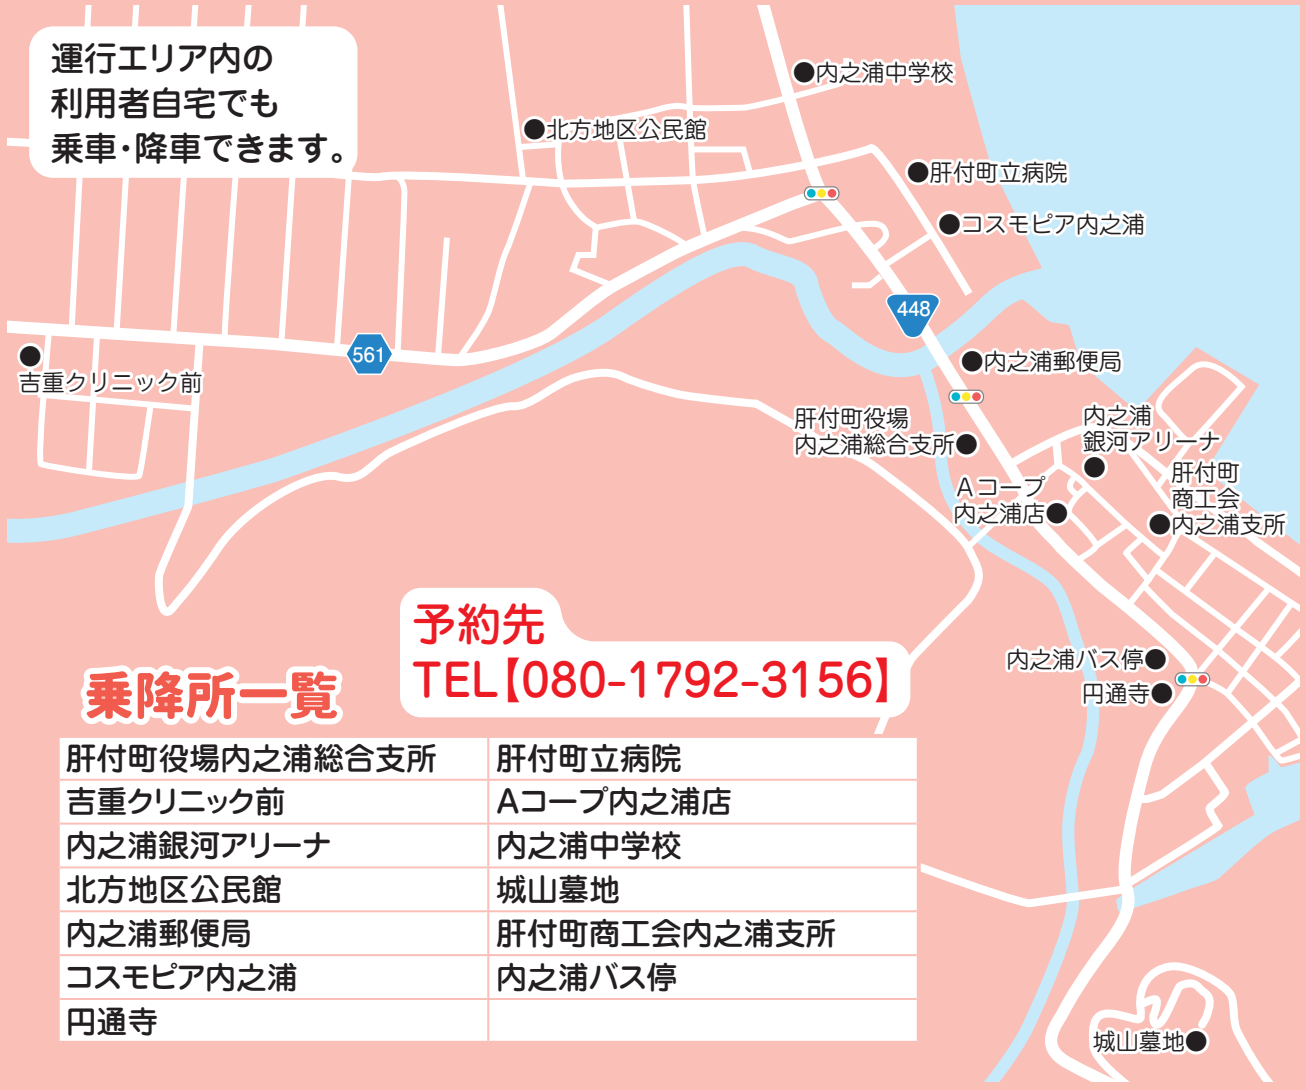 運行エリア内の
利用者自宅でも
乗車・降車できます。
内之浦中学校
北方地区公民館
肝付町立病院
コスモピア内之浦
448
561
吉重クリニック前
内之浦郵便局
肝付町役場
内之浦総合支所
内之浦
銀河アリーナ
肝付町
商工会
内之浦支所
Aコープ
内之浦店
予約先
TEL【080-1792-3156】
内之浦バス停
円通寺
乗降所一覧
肝付町役場内之浦総合支所 肝付町立病院
吉重クリニック前 Aコープ内之浦店
内之浦銀河アリーナ 内之浦中学校
北方地区公民館 城山墓地
内之浦郵便局 肝付町商工会内之浦支所
コスモピア内之浦 内之浦バス停
円通寺
城山墓地